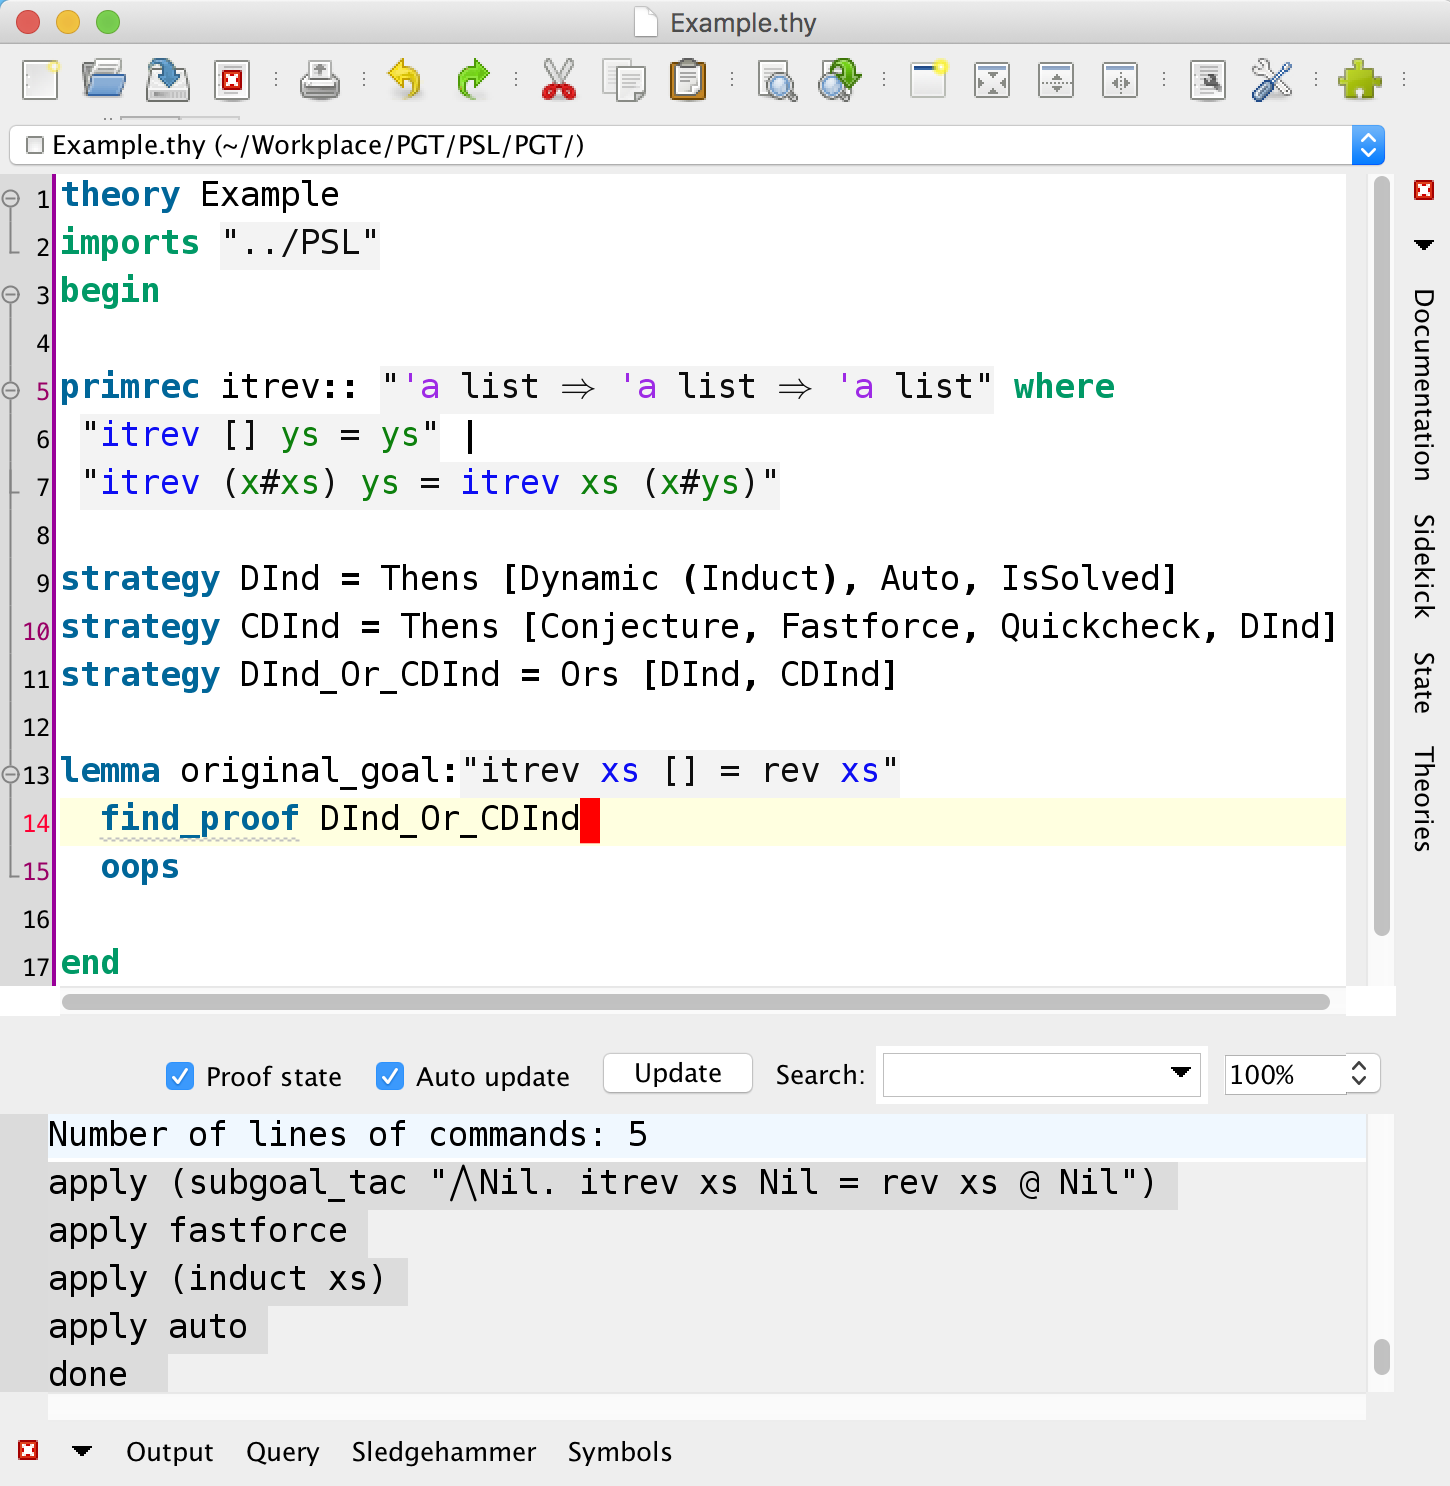 Example.thy
Example.thy (~/Workplace/PGT/PSL/PGT/)
1 theory Example
2 imports "../PSL"
3 begin
4
5 primrec itrev:: "'a list ⇒ 'a list ⇒ 'a list" where
6 "itrev [] ys = ys" |
7 "itrev (x#xs) ys = itrev xs (x#ys)"
8
9 strategy DInd = Thens [Dynamic (Induct), Auto, IsSolved]
10 strategy CDInd = Thens [Conjecture, Fastforce, Quickcheck, DInd]
11 strategy DInd_Or_CDInd = Ors [DInd, CDInd]
12
13 lemma original_goal:"itrev xs [] = rev xs"
14 find_proof DInd_Or_CDInd
15 oops
16
17 end
Documentation
Sidekick
State
Theories
Proof state Auto update Update Search: 100%
Number of lines of commands: 5
apply (subgoal_tac "⋀Nil. itrev xs Nil = rev xs @ Nil")
apply fastforce
apply (induct xs)
apply auto
done
Output Query Sledgehammer Symbols